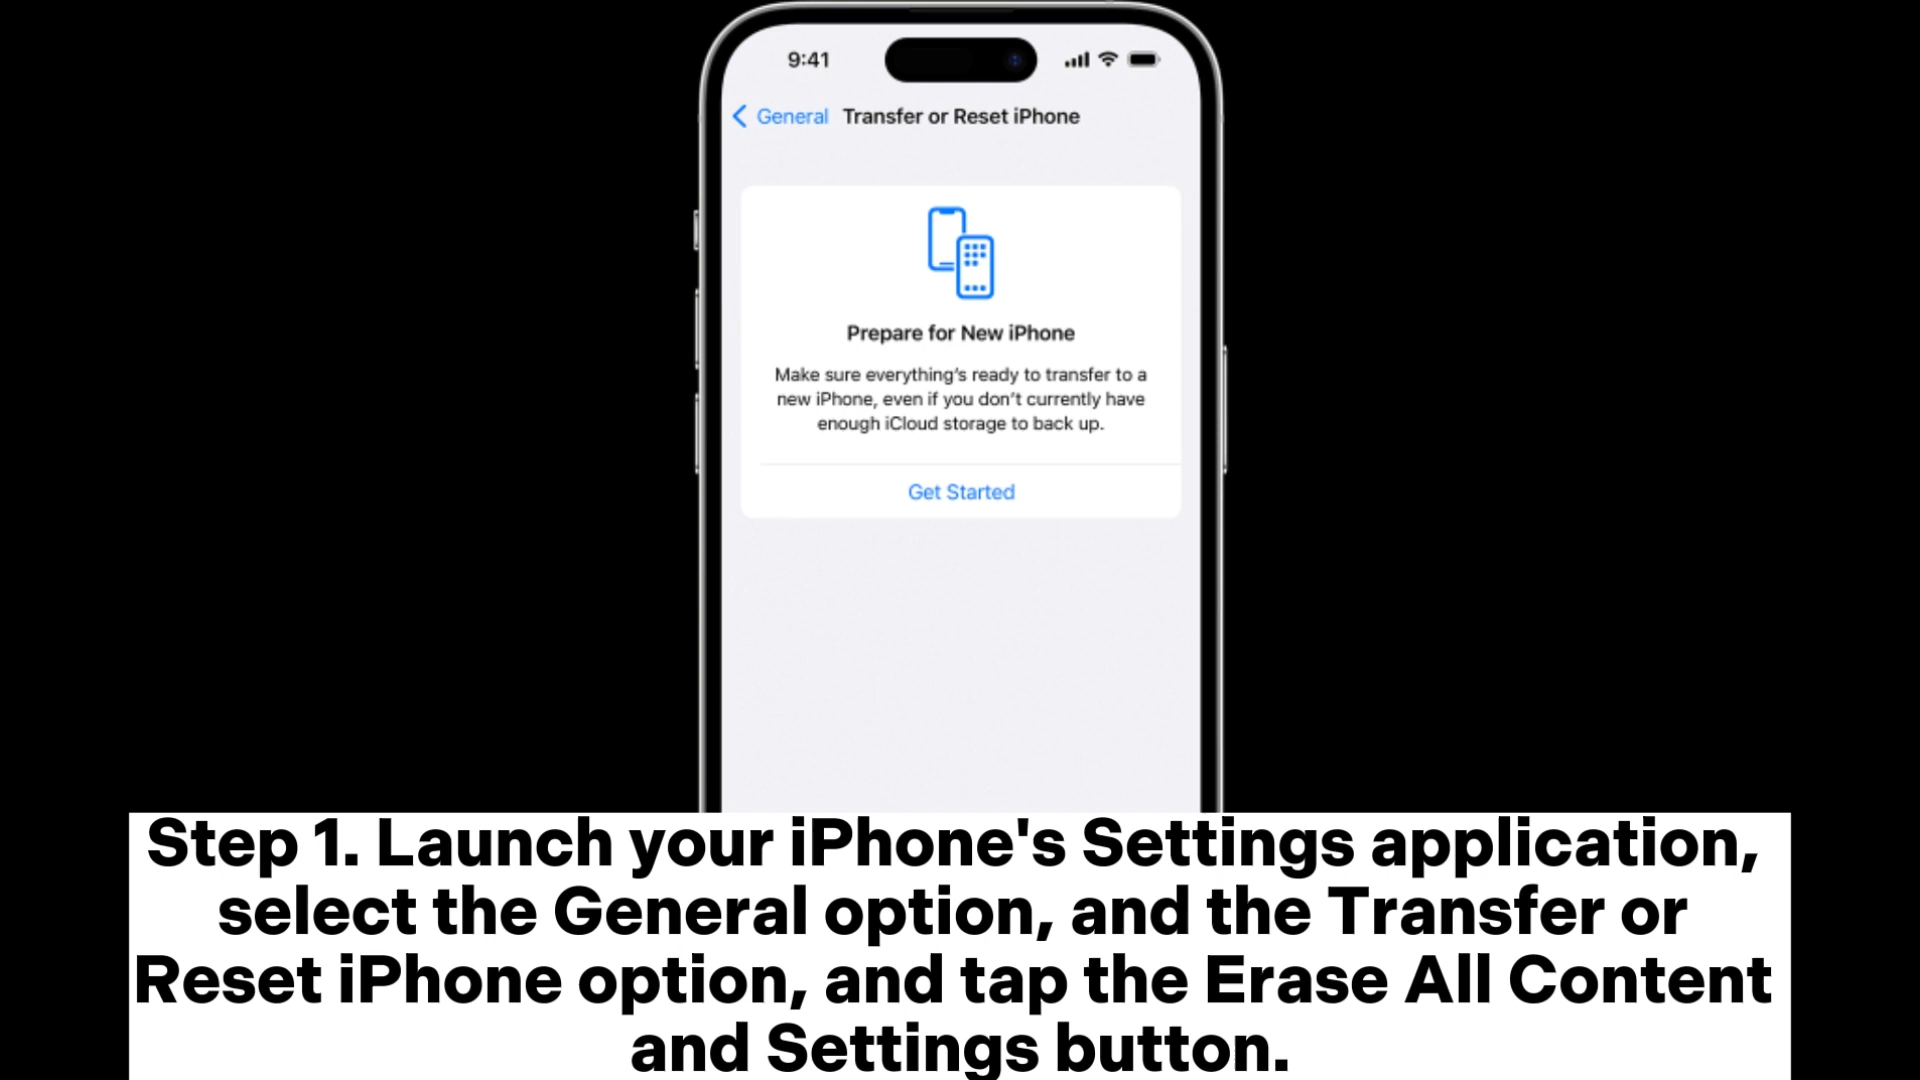 9:41
General Transfer or Reset iPhone
Prepare for New iPhone
Make sure everything's ready to transfer to a
new iPhone, even if you don't currently have
enough iCloud storage to back up.
Get Started
Step 1. Launch your iPhone's Settings application,
select the General option, and the Transfer or
Reset iPhone option, and tap the Erase All Content
and Settings button.